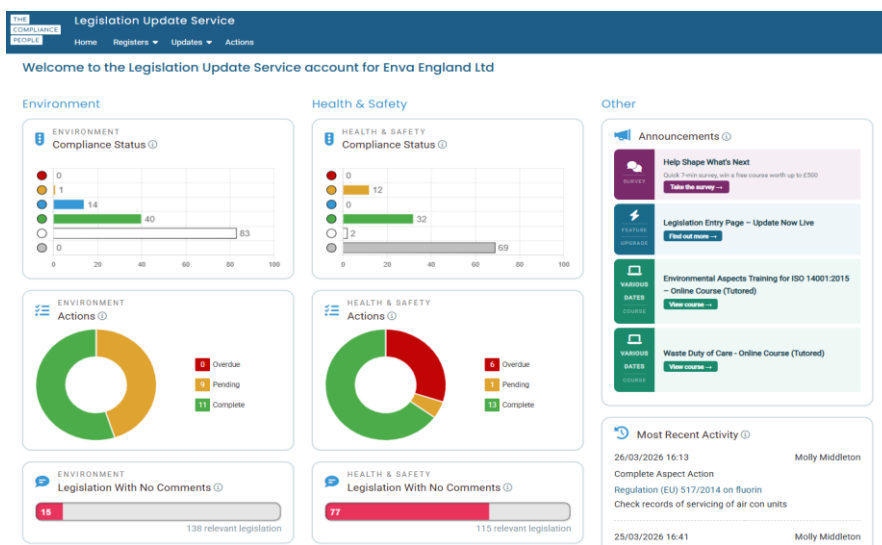 THE
COMPLIANCE
PEOPLE
Legislation Update Service
Home Registers Updates Actions
Welcome to the Legislation Update Service account for Enva England Ltd
Environment
ENVIRONMENT
Compliance Status
0
1
14
40
83
0
0 20 40 60 80 100
ENVIRONMENT
Actions
0 Overdue
9 Pending
11 Complete
ENVIRONMENT
Legislation With No Comments
15
138 relevant legislation
Health & Safety
HEALTH & SAFETY
Compliance Status
0
12
0
32
2
69
0 20 40 60 80 100
HEALTH & SAFETY
Actions
6 Overdue
1 Pending
13 Complete
HEALTH & SAFETY
Legislation With No Comments
77
115 relevant legislation
Other
Announcements
SURVEY
Help Shape What's Next
Quick 7-min survey, win a free course worth up to £500
Take the survey →
FEATURE
UPGRADE
Legislation Entry Page – Update Now Live
Find out more →
VARIOUS
DATES
COURSE
Environmental Aspects Training for ISO 14001:2015
– Online Course (Tutored)
View course →
VARIOUS
DATES
COURSE
Waste Duty of Care - Online Course (Tutored)
View course →
Most Recent Activity
26/03/2026 16:13 Molly Middleton
Complete Aspect Action
Regulation (EU) 517/2014 on fluorin
Check records of servicing of air con units
25/03/2026 16:41 Molly Middleton